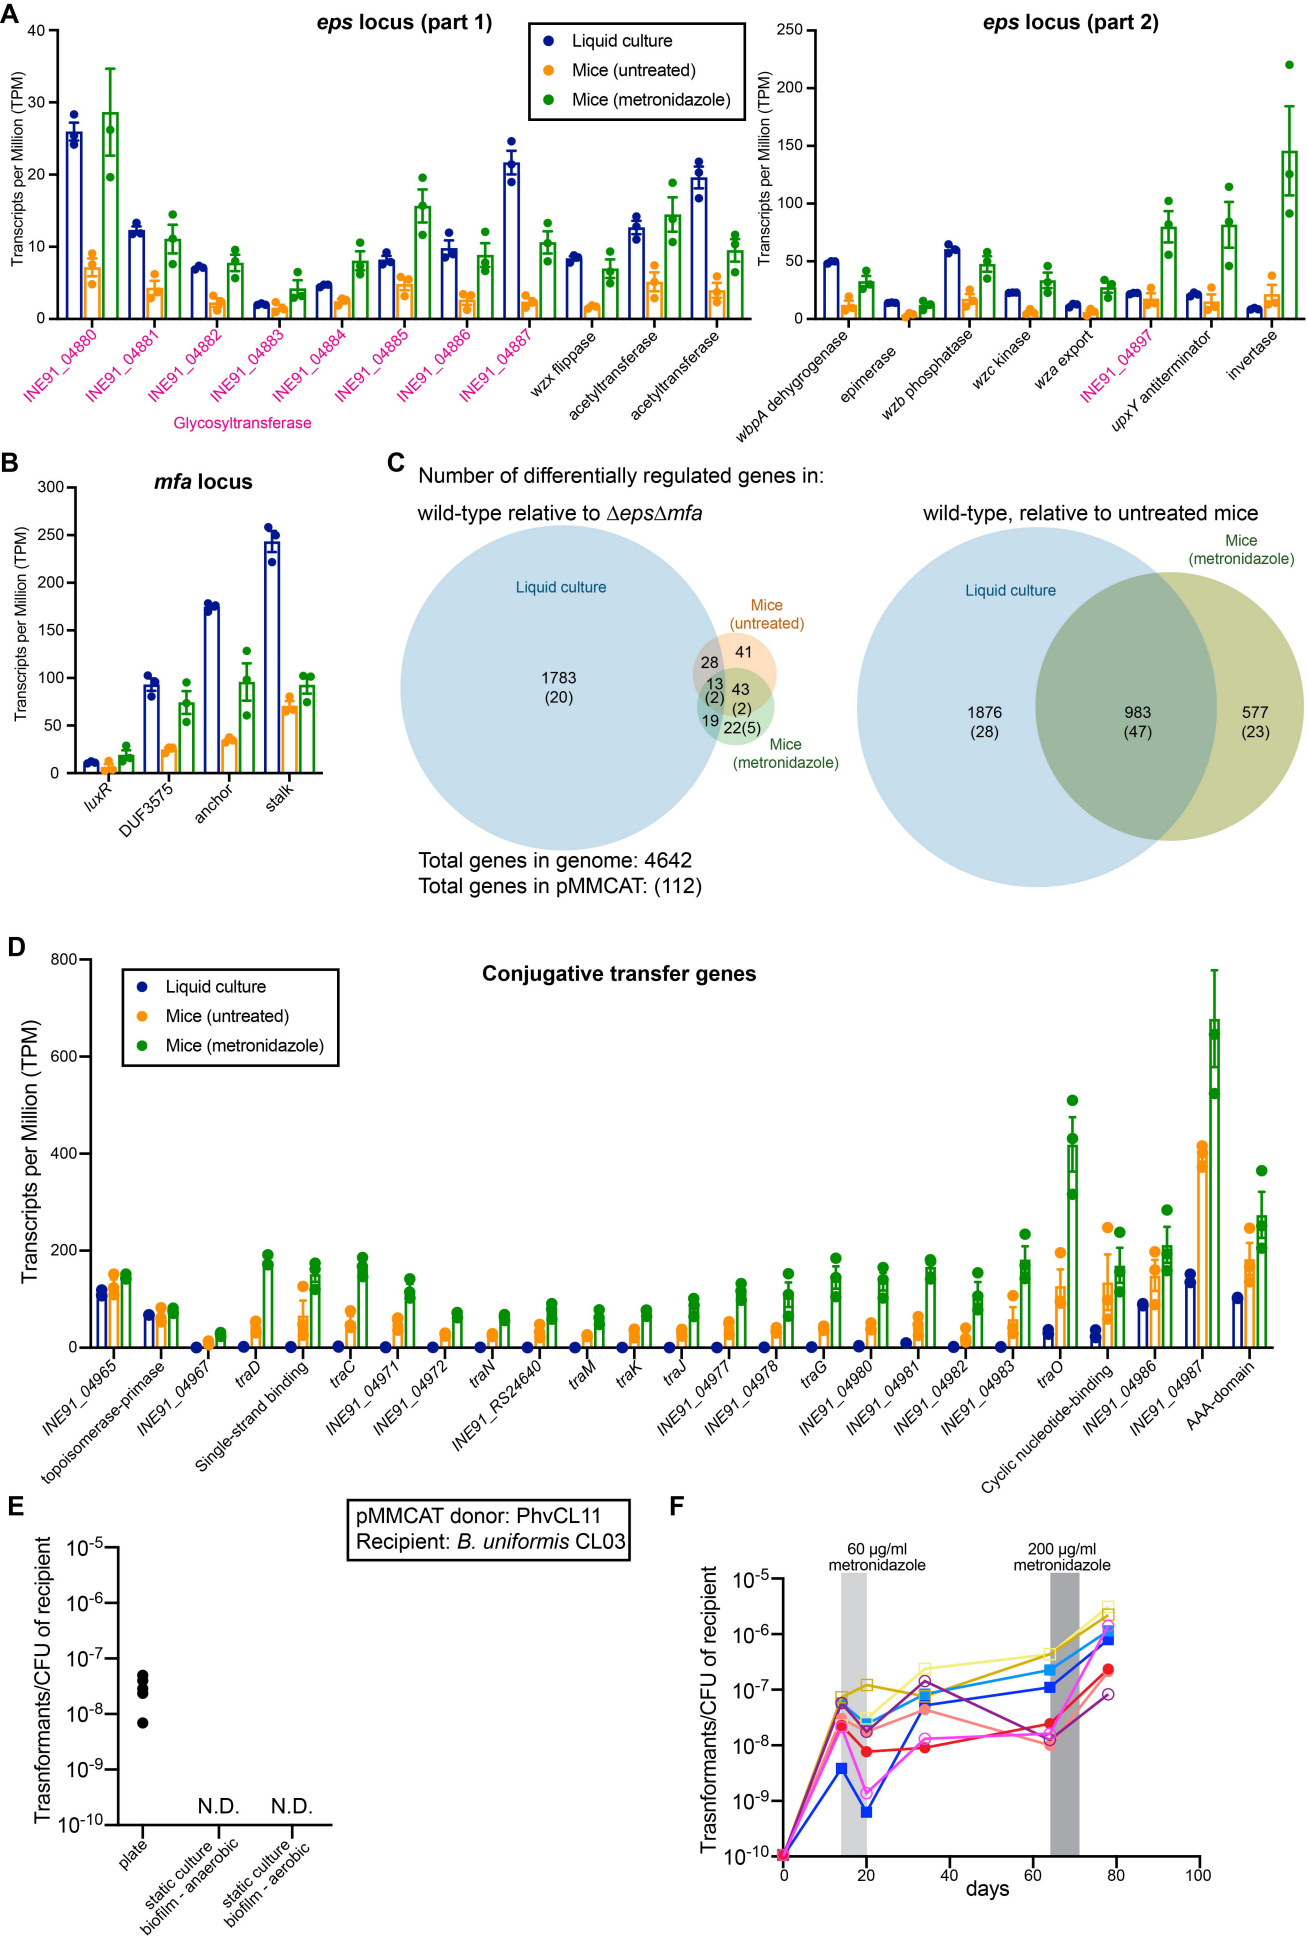 A
eps locus (part 1)
Liquid culture
Mice (untreated)
Mice (metronidazole)
Transcripts per Million (TPM)
40
30
20
10
0
INE91_04880
INE91_04881
INE91_04882
INE91_04883
INE91_04884
INE91_04885
INE91_04886
INE91_04887
wzx flippase
acetyltransferase
acetyltransferase
Glycosyltransferase
eps locus (part 2)
Transcripts per Million (TPM)
250
200
150
100
50
0
wbpA dehygrogenase
epimerase
wzb phosphatase
wzc kinase
wza export
INE91_04897
upxY antiterminator
invertase
B
mfa locus
Transcripts per Million (TPM)
300
250
200
150
100
50
0
luxR
DUF3575
anchor
stalk
C
Number of differentially regulated genes in:
wild-type relative to ΔepsΔmfa
Liquid culture
Mice
(untreated)
41
28
1783
(20)
13
(2)
43
(2)
19
22(5)
Mice
(metronidazole)
Total genes in genome: 4642
Total genes in pMMCAT: (112)
wild-type, relative to untreated mice
Mice
(metronidazole)
Liquid culture
1876
(28)
983
(47)
577
(23)
D
Conjugative transfer genes
Liquid culture
Mice (untreated)
Mice (metronidazole)
Transcripts per Million (TPM)
800
600
400
200
0
INE91_04965
topoisomerase-primase
INE91_04967
traD
Single-strand binding
traC
INE91_04971
INE91_04972
traN
INE91_RS24640
traM
traK
traJ
INE91_04977
INE91_04978
traG
INE91_04980
INE91_04981
INE91_04982
INE91_04983
traO
Cyclic nucleotide-binding
INE91_04986
INE91_04987
AAA-domain
E
pMMCAT donor: PhvCL11
Recipient: B. uniformis CL03
Trasnformants/CFU of recipient
10-5
10-6
10-7
10-8
10-9
10-10
N.D.
N.D.
plate
static culture
biofilm - anaerobic
static culture
biofilm - aerobic
F
60 µg/ml
metronidazole
200 µg/ml
metronidazole
Trasnformants/CFU of recipient
10-5
10-6
10-7
10-8
10-9
10-10
0
20
40
60
80
100
days